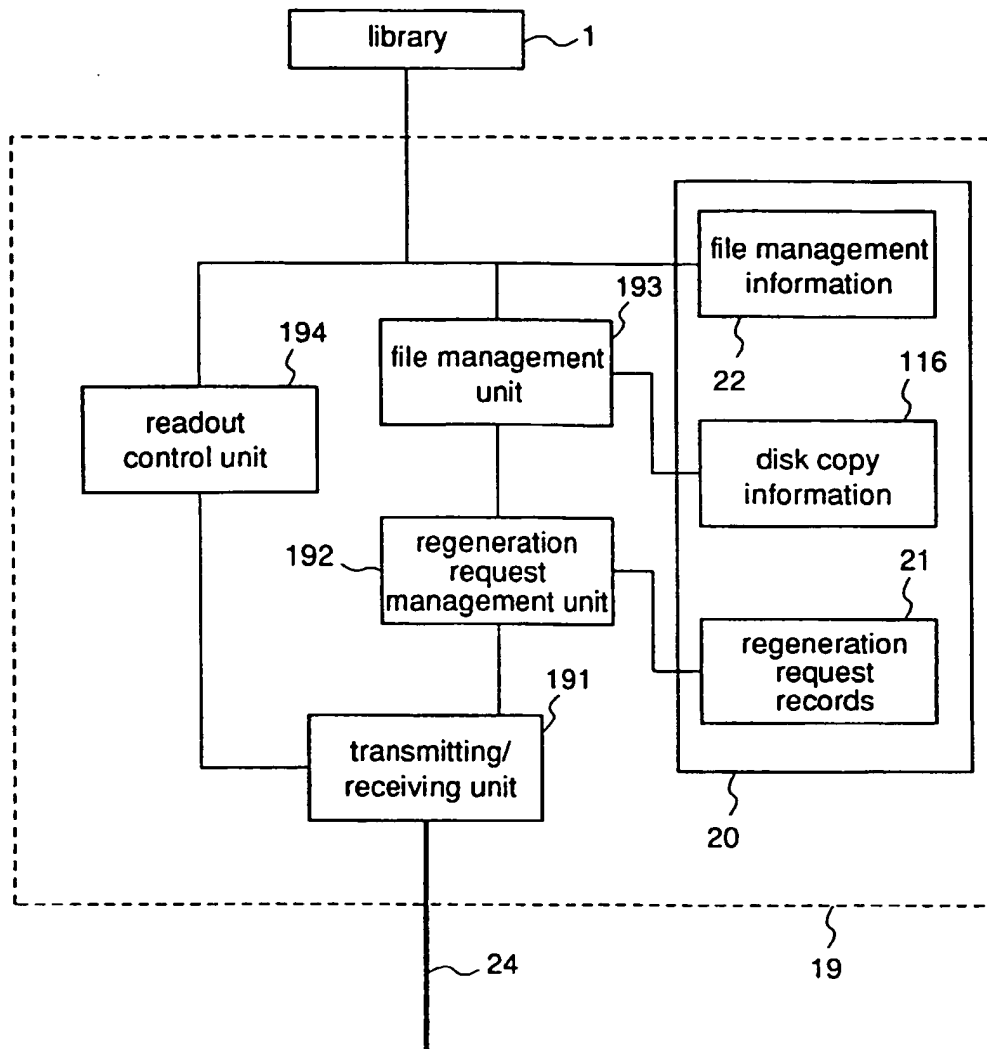 library
1
file management
information
193
194
file management
unit
22
116
readout
control unit
disk copy
information
192
regeneration
request
management unit
21
regeneration
request
records
191
transmitting/
receiving unit
20
19
24